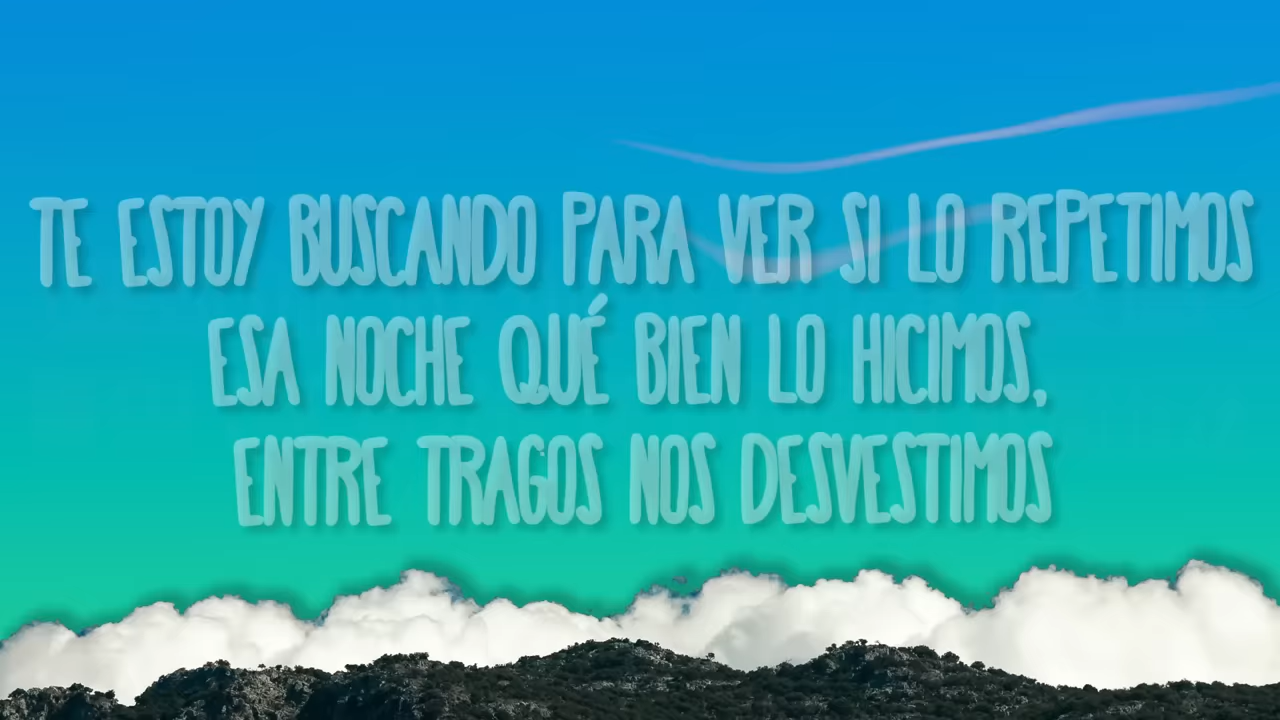 TE ESTOY BUSCANDO PARA VER SI LO REPETIMOS
ESA NOCHE QUÉ BIEN LO HICIMOS,
ENTRE TRAGOS NOS DESVESTIMOS